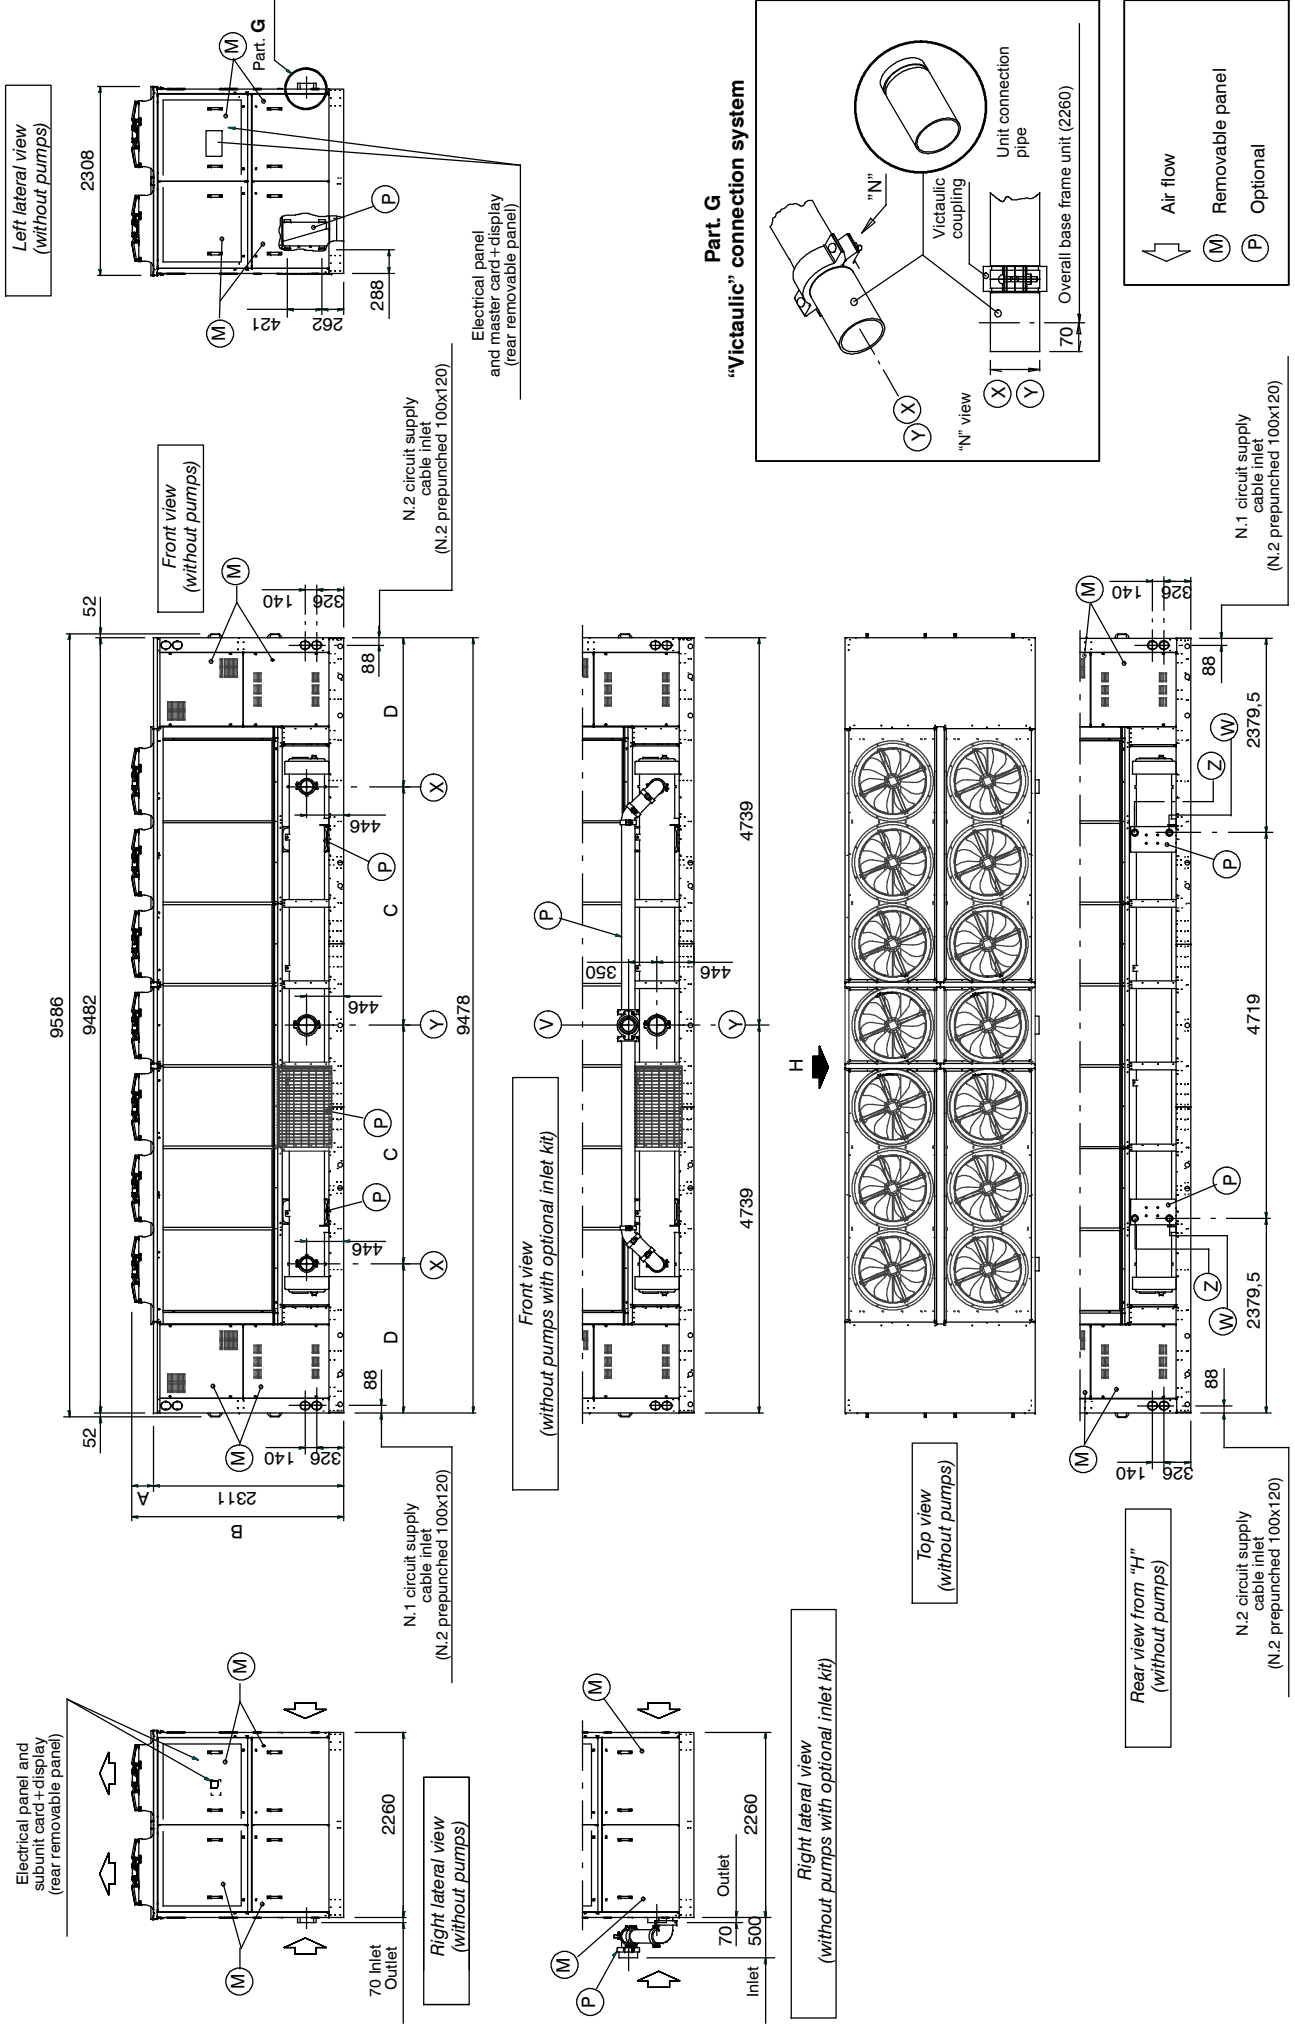 Left lateral view
(without pumps)
2308
M
Part. G
M
P
421
262
288
Electrical panel
and master card+display
(rear removable panel)
Part. G
“Victaulic” connection system
"N"
Unit connection
pipe
Victaulic
coupling
Overall base frame unit (2260)
70
X
Y
X
Y
“N” view
Air flow
M
Removable panel
P
Optional
Front view
(without pumps)
N.2 circuit supply
cable inlet
(N.2 prepunched 100x120)
9586
9482
52
52
M
M
140
326
140
326
88
88
D
C
C
D
X
Y
X
P
P
P
446
446
446
9478
A
2311
B
N.1 circuit supply
cable inlet
(N.2 prepunched 100x120)
Front view
(without pumps with optional inlet kit)
P
V
Y
350
446
4739
4739
Top view
(without pumps)
H
Rear view from “H”
(without pumps)
M
M
140
326
140
326
88
88
Z
W
P
P
Z
W
2379,5
4719
2379,5
N.1 circuit supply
cable inlet
(N.2 prepunched 100x120)
N.2 circuit supply
cable inlet
(N.2 prepunched 100x120)
Electrical panel and
subunit card+display
(rear removable panel)
M
M
2260
70 Inlet
Outlet
Right lateral view
(without pumps)
M
M
P
Outlet
70
500
2260
Inlet
Right lateral view
(without pumps with optional inlet kit)